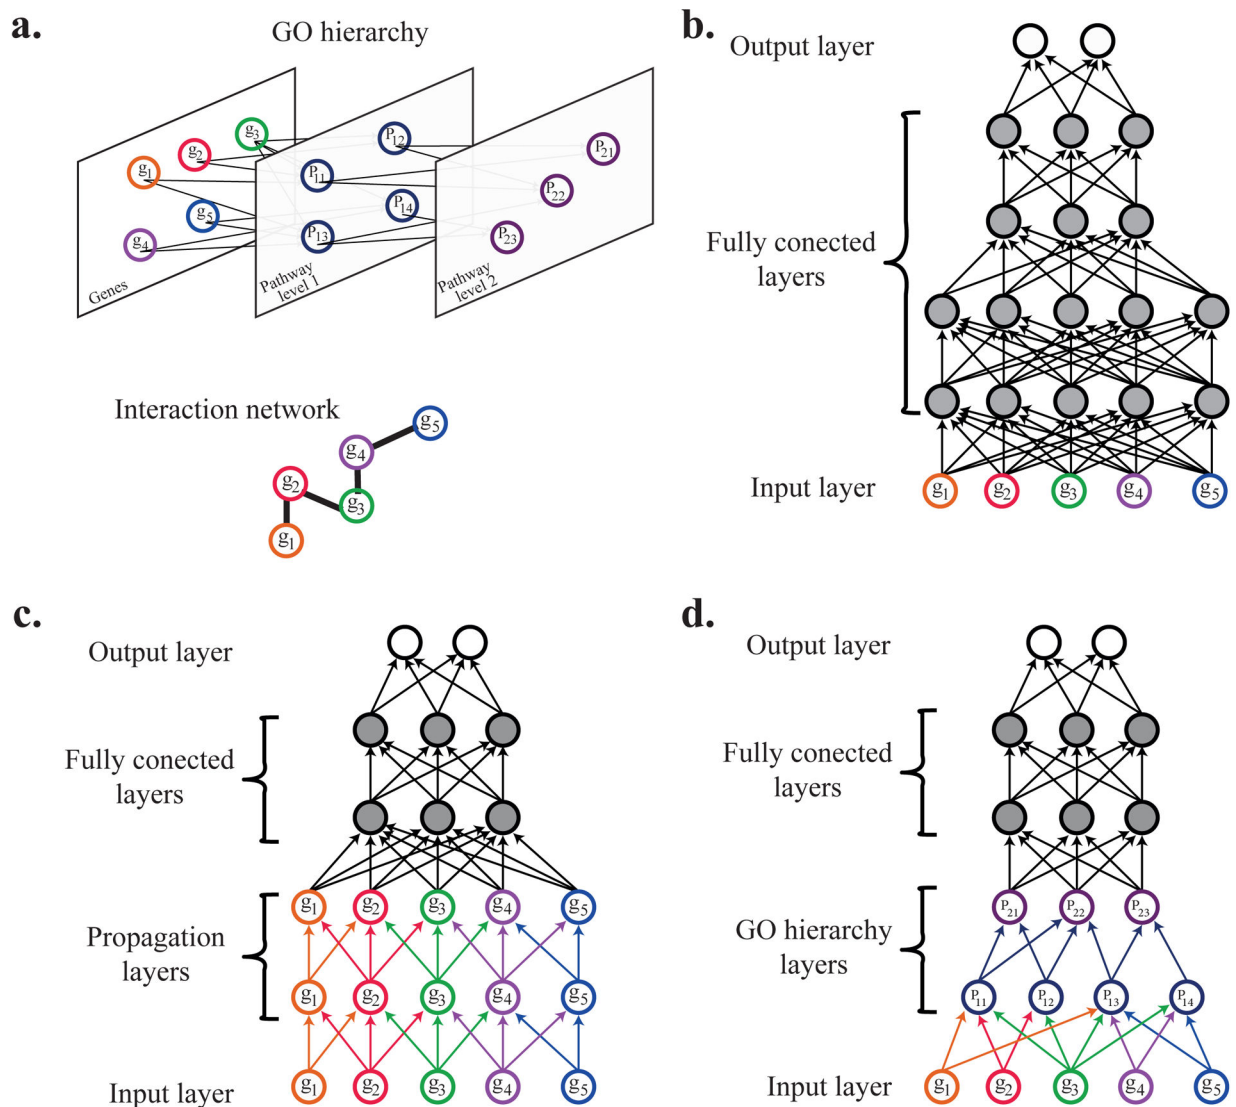 a.
GO hierarchy
g1
g2
g3
g4
g5
Genes
P11
P12
P13
P14
Pathway
level 1
P21
P22
P23
Pathway
level 2
Interaction network
g5
g4
g2
g3
g1
b.
Output layer
Fully conected
layers
Input layer
g1 g2 g3 g4 g5
c.
Output layer
Fully conected
layers
Propagation
layers
g1 g2 g3 g4 g5
g1 g2 g3 g4 g5
Input layer
g1 g2 g3 g4 g5
d.
Output layer
Fully conected
layers
GO hierarchy
layers
P21 P22 P23
P11 P12 P13 P14
Input layer
g1 g2 g3 g4 g5